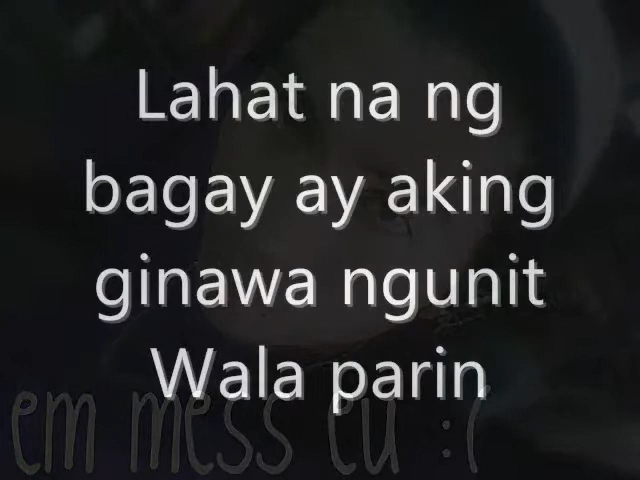 Lahat na ng
bagay ay aking
ginawa ngunit
Wala parin
em mess eu :(